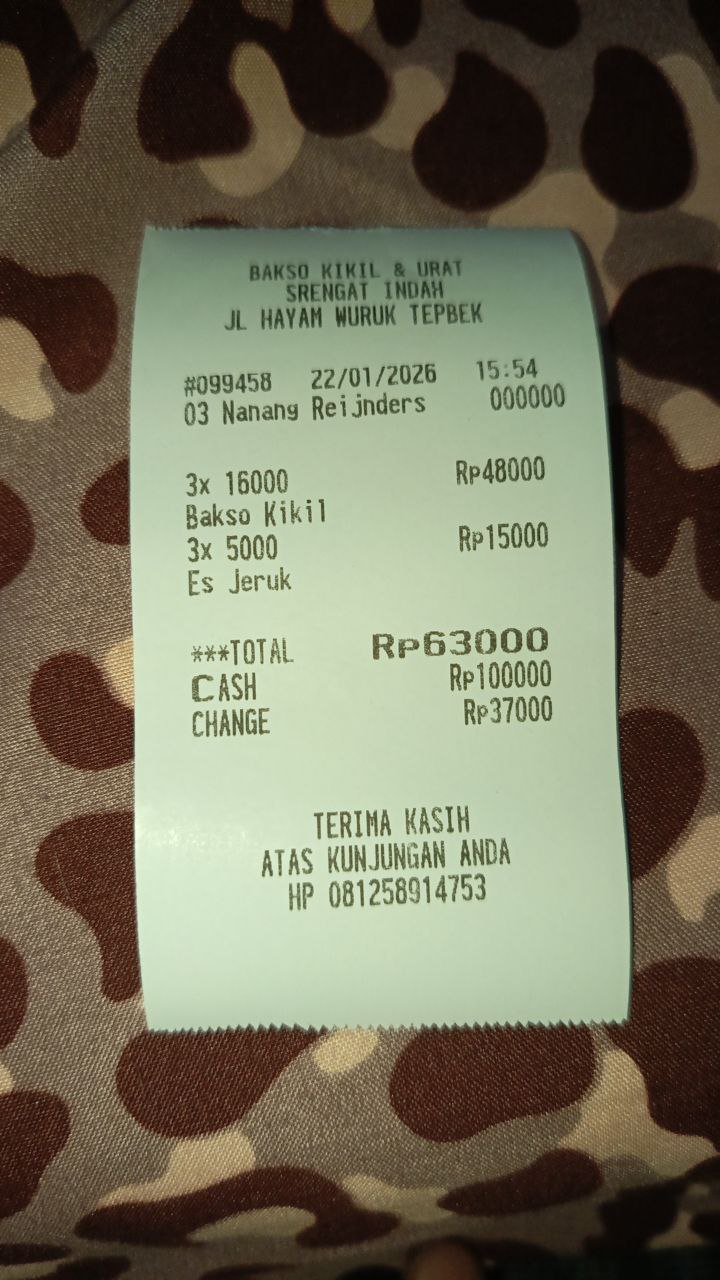 BAKSO KIKIL & URAT
SRENGAT INDAH
JL HAYAM WURUK TEPBEK
#099458 22/01/2026 15:54
03 Nanang Reijnders 000000
3x 16000 Rp48000
Bakso Kikil
3x 5000 Rp15000
Es Jeruk
***TOTAL Rp63000
CASH Rp100000
CHANGE Rp37000
TERIMA KASIH
ATAS KUNJUNGAN ANDA
HP 081258914753